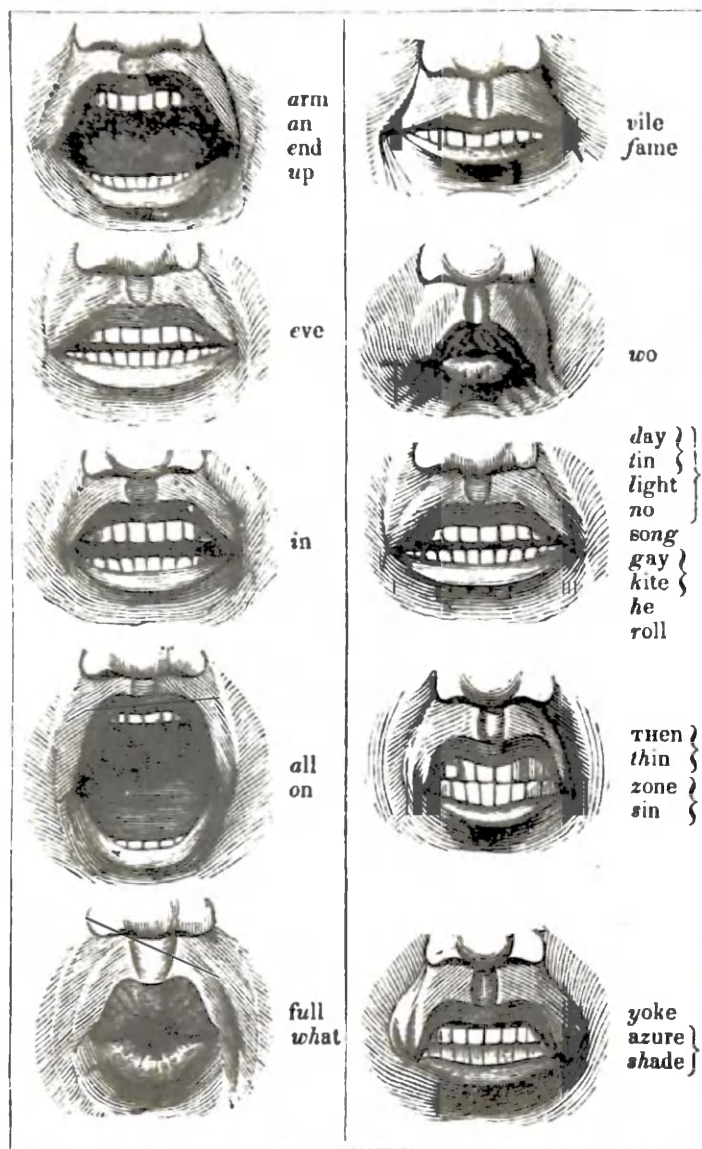 arm
an
end
up
eve
in
all
on
full
what
vile
fame
wo
day
tin
light
no
song
gay
kite
he
roll
THen
thin
zone
sin
yoke
azure
shade